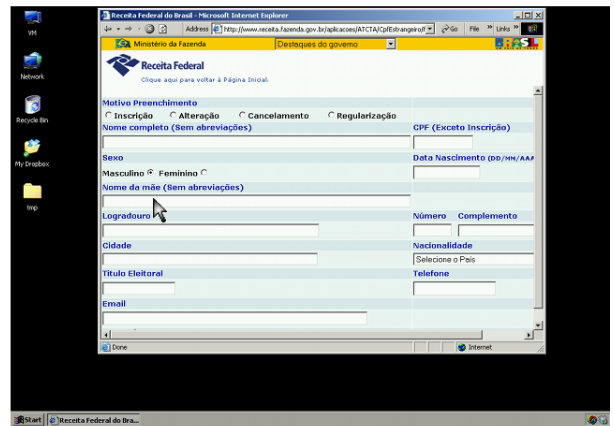 Receita Federal do Brasil - Microsoft Internet Explorer
Address http://www.receita.fazenda.gov.br/aplicacoes/ATCTA/CpfEstrangeiro/f Go File » Links »
Ministério da Fazenda Destaques do governo
Receita Federal
Clique aqui para voltar à Página Inicial.
Motivo Preenchimento
Inscrição Alteração Cancelamento Regularização
Nome completo (Sem abreviações) CPF (Exceto Inscrição)
Sexo Data Nascimento (DD/MM/AAA
Masculino Feminino
Nome da mãe (Sem abreviações)
Logradouro Número Complemento
Cidade Nacionalidade
Selecione o País
Título Eleitoral Telefone
Email
Done Internet
VM
Network
Recycle Bin
My Dropbox
tmp
Start Receita Federal do Bra...